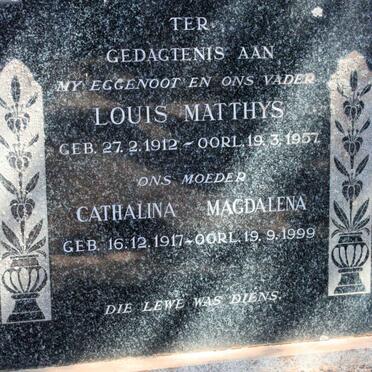 TER
GEDAGTENIS AAN
MY EGGENOOT EN ONS VADER
LOUIS MATTHYS
GEB. 27.2.1912 ~ OORL. 19.3.1957
ONS MOEDER
CATHALINA MAGDALENA
GEB. 16.12.1917 ~ OORL. 19.9.1999
DIE LEWE WAS DIENS.